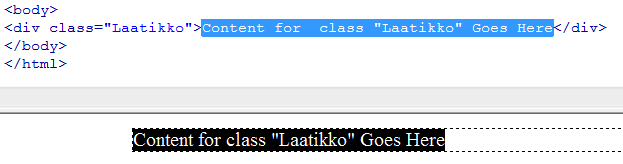 <body>
<div class="Laatikko">Content for  class "Laatikko" Goes Here</div>
</body>
</html>
Content for class "Laatikko" Goes Here